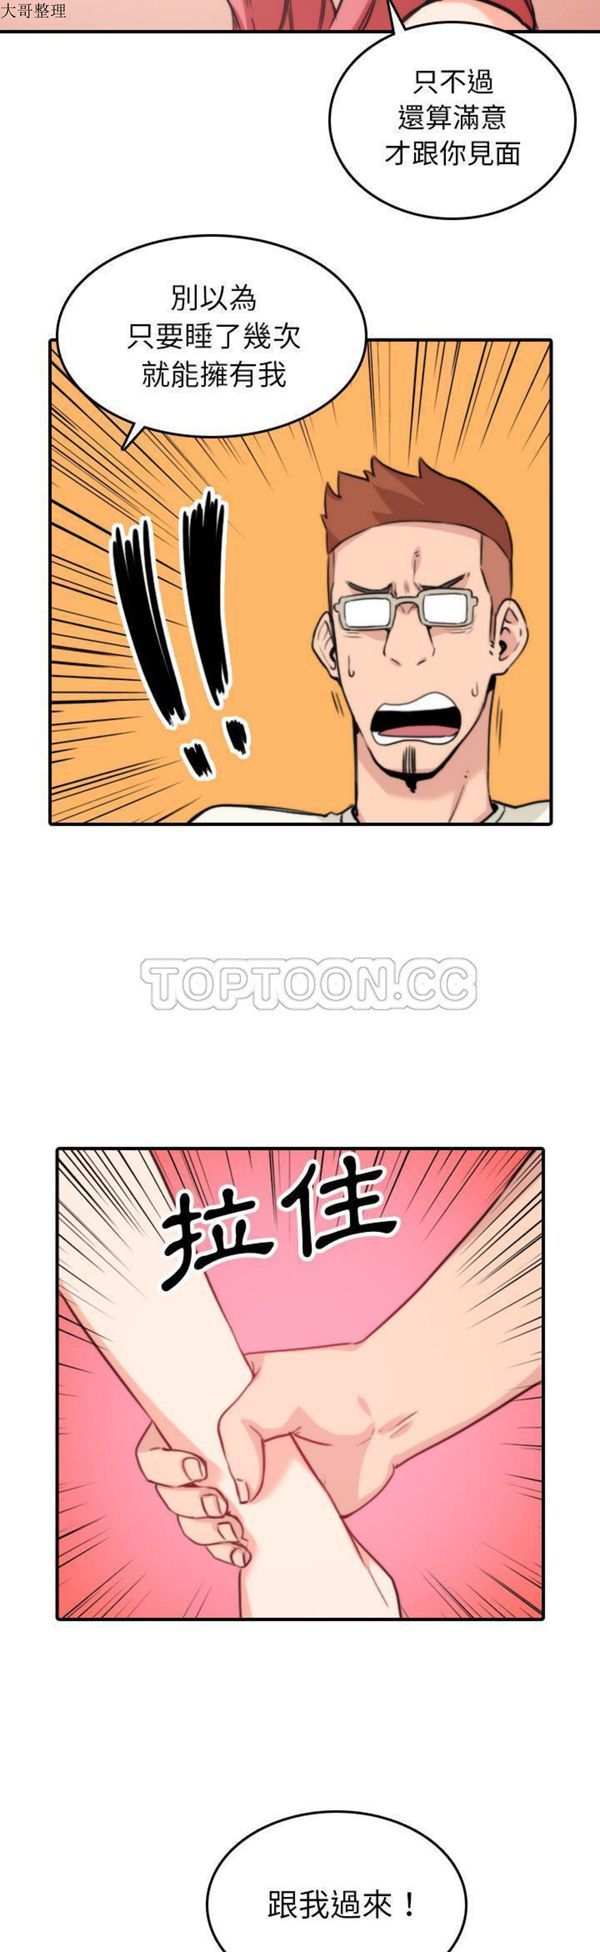 大哥整理
只不過
還算滿意
才跟你見面
別以為
只要睡了幾次
就能擁有我
!!
TOPTOON.CC
拉住
跟我過來！